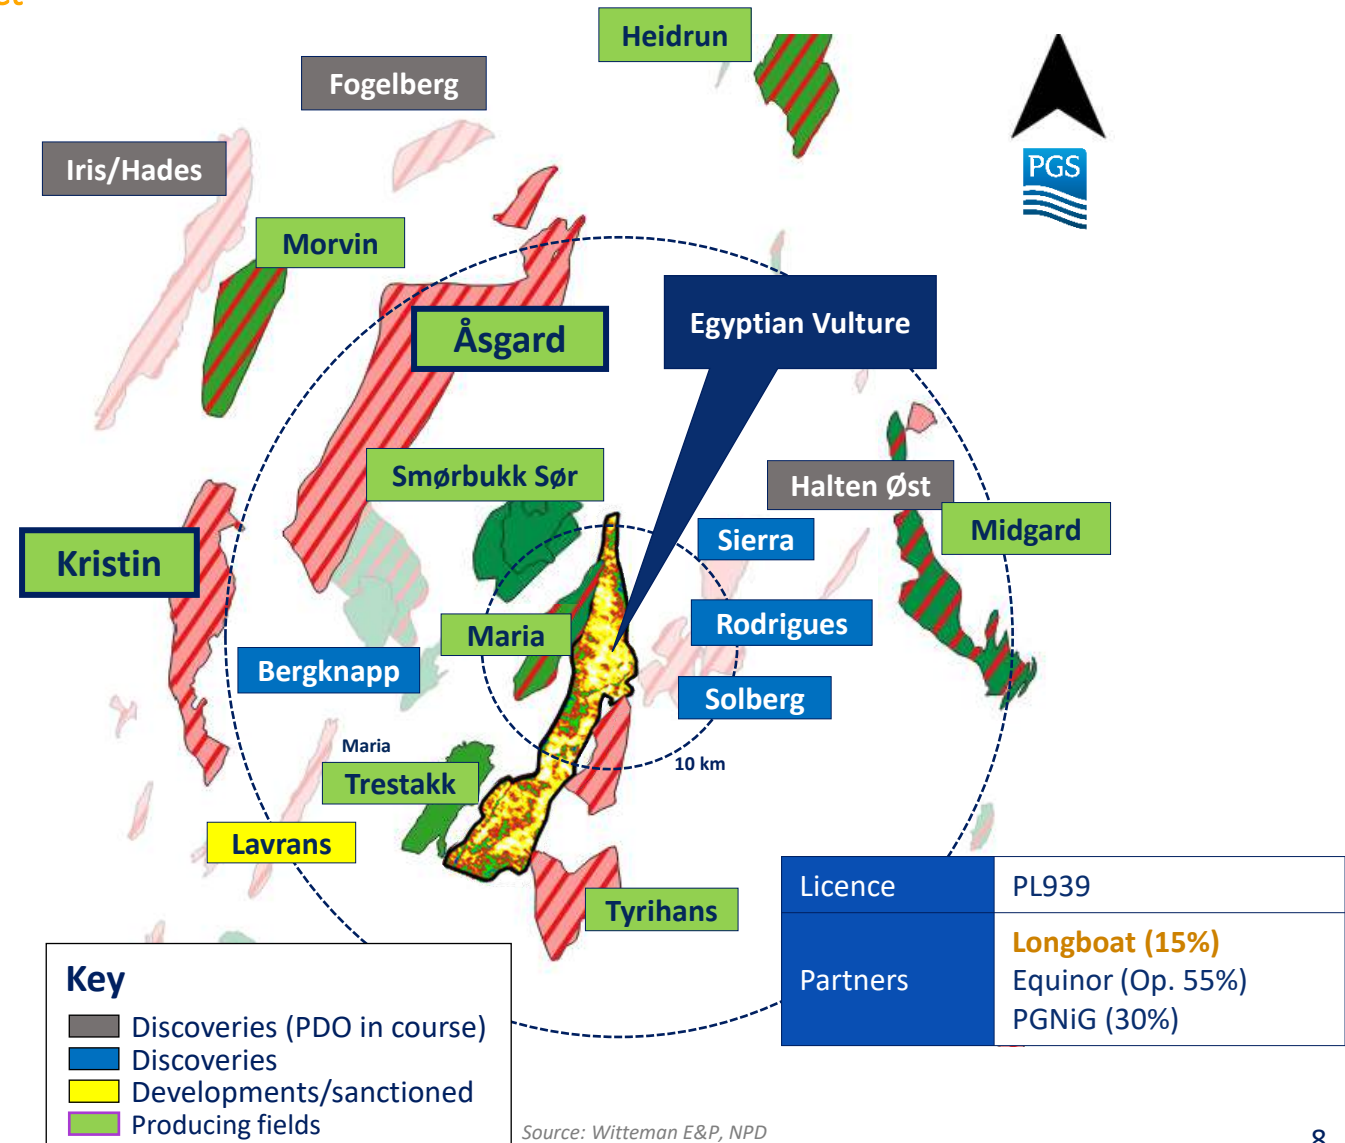 Heidrun
Fogelberg
PGS
Iris/Hades
Morvin
Egyptian Vulture
Åsgard
Smørbukk Sør
Halten Øst
Midgard
Sierra
Kristin
Rodrigues
Maria
Bergknapp
Solberg
Maria
10 km
Trestakk
Lavrans
Tyrihans
Licence PL939
Partners
Longboat (15%)
Equinor (Op. 55%)
PGNiG (30%)
Key
Discoveries (PDO in course)
Discoveries
Developments/sanctioned
Producing fields
Source: Witteman E&P, NPD
8